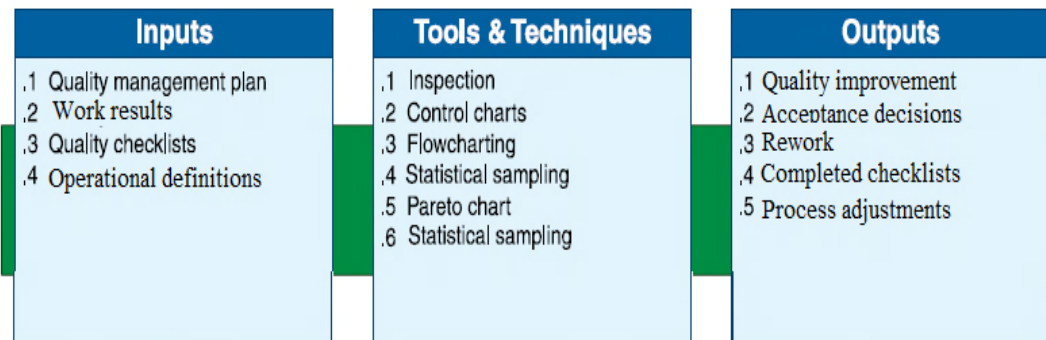 Inputs
.1 Quality management plan
.2 Work results
.3 Quality checklists
.4 Operational definitions
Tools & Techniques
.1 Inspection
.2 Control charts
.3 Flowcharting
.4 Statistical sampling
.5 Pareto chart
.6 Statistical sampling
Outputs
.1 Quality improvement
.2 Acceptance decisions
.3 Rework
.4 Completed checklists
.5 Process adjustments